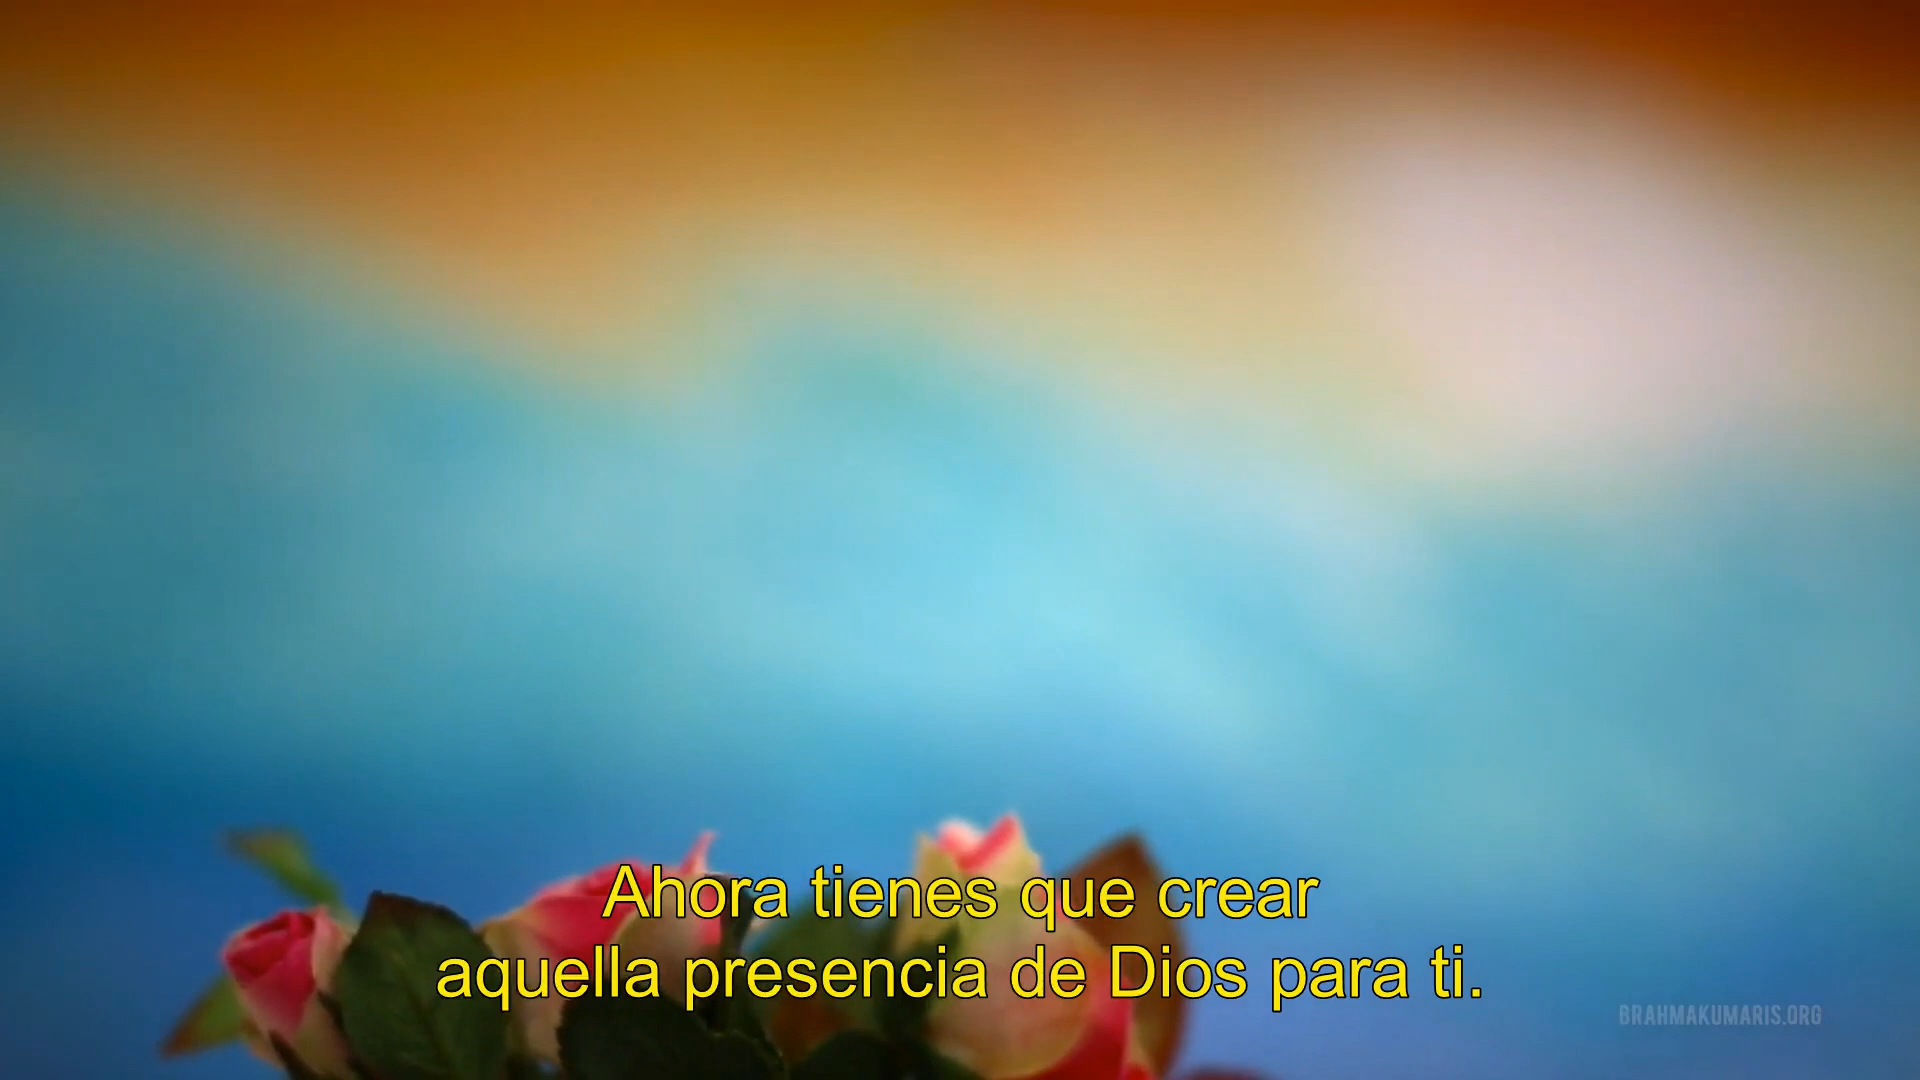 Ahora tienes que crear
aquella presencia de Dios para ti.
BRAHMAKUMARIS.ORG